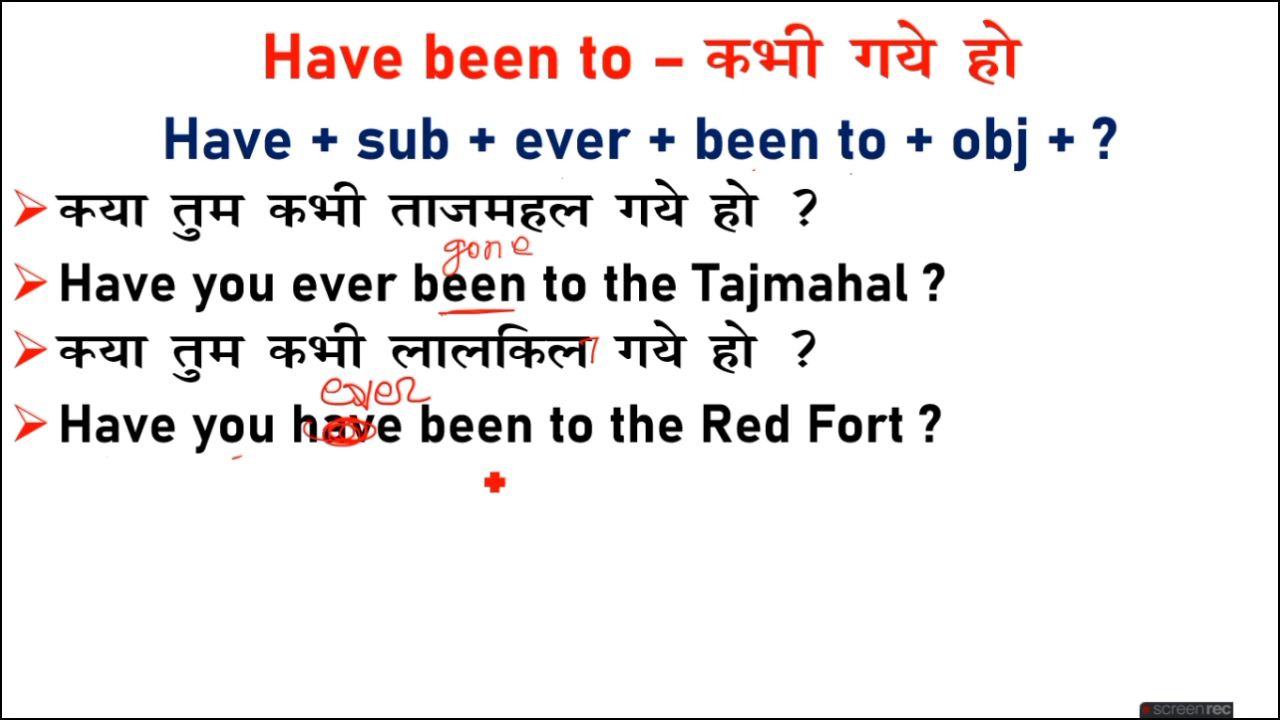 Have been to – कभी गये हो
Have + sub + ever + been to + obj + ?
क्या तुम कभी ताजमहल गये हो ?
gone
Have you ever been to the Tajmahal ?
क्या तुम कभी लालकिला गये हो ?
ever
Have you have been to the Red Fort ?
screenrec